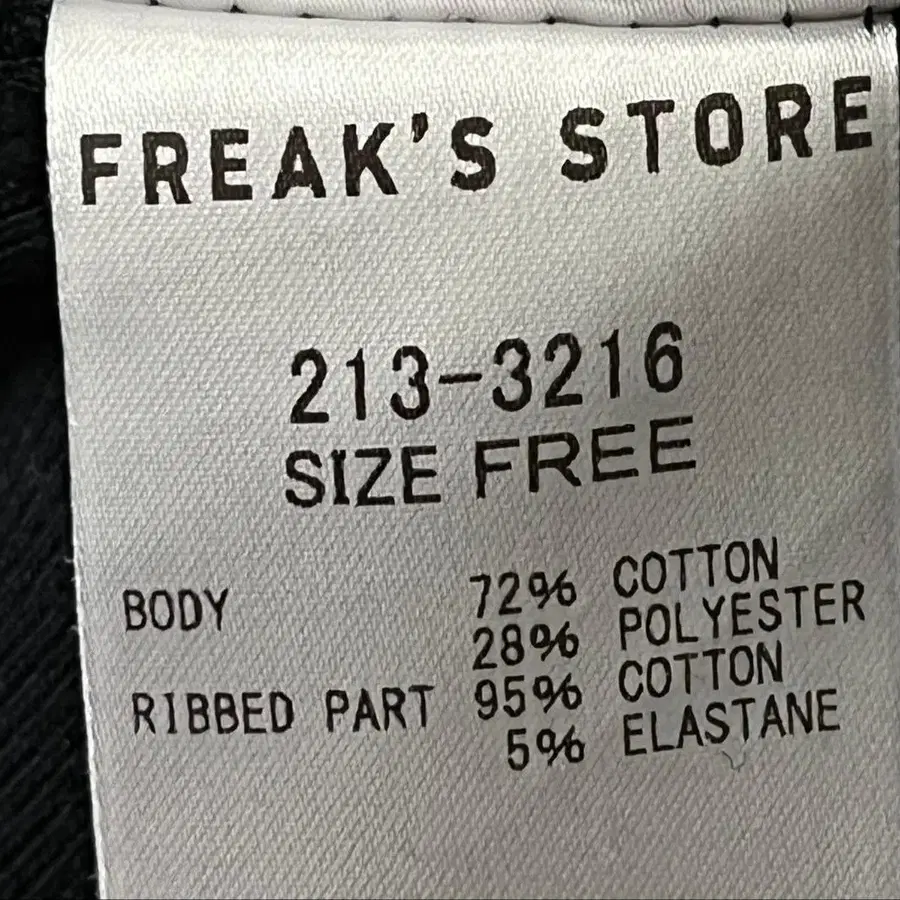 FREAK'S STORE
213-3216
SIZE FREE
BODY 72% COTTON
28% POLYESTER
RIBBED PART 95% COTTON
5% ELASTANE